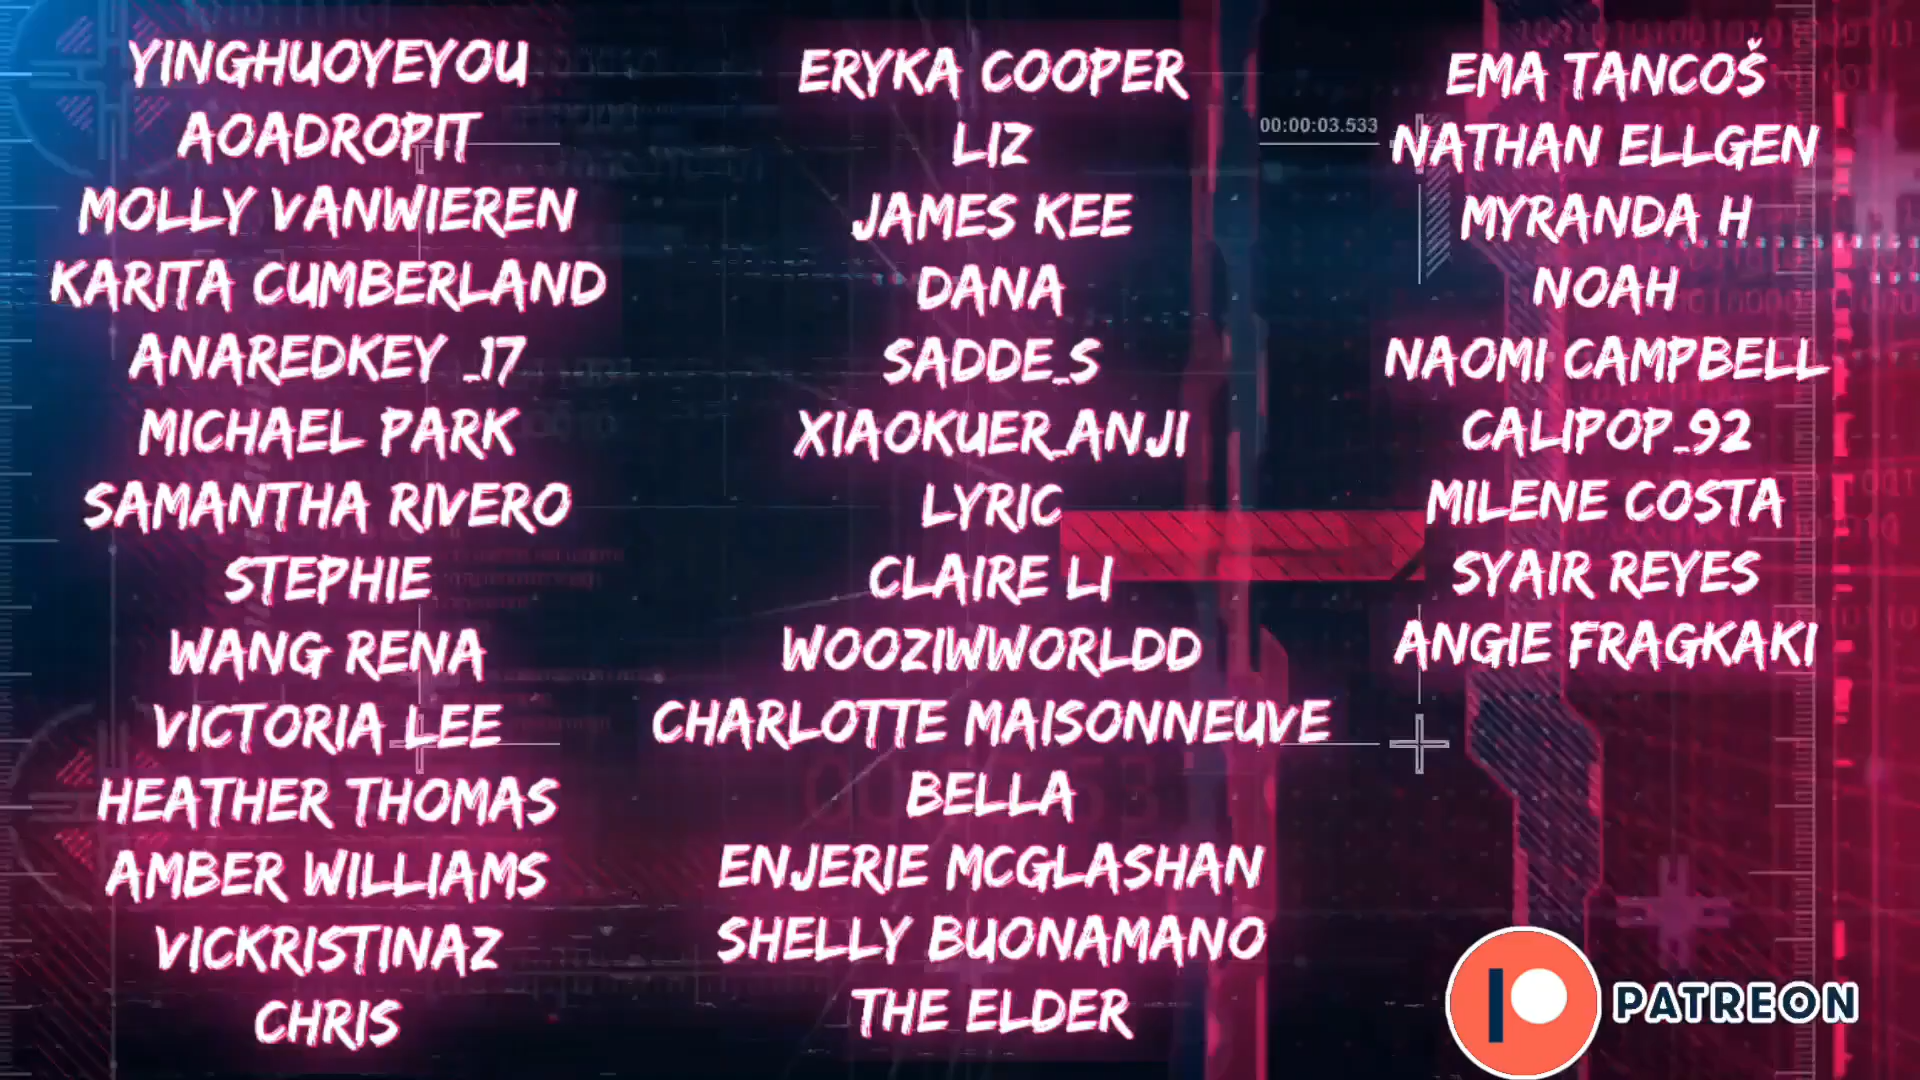 YINGHUOYEYOU
AOADROPIT
MOLLY VANWIEREN
KARITA CUMBERLAND
ANAREDKEY _17
MICHAEL PARK
SAMANTHA RIVERO
STEPHIE
WANG RENA
VICTORIA LEE
HEATHER THOMAS
AMBER WILLIAMS
VICKRISTINAZ
CHRIS
ERYKA COOPER
LIZ
JAMES KEE
DANA
SADDE_S
XIAOKUER_ANJI
LYRIC
CLAIRE LI
WOOZIWWORLDD
CHARLOTTE MAISONNEUVE
BELLA
ENJERIE MCGLASHAN
SHELLY BUONAMANO
THE ELDER
00:00:03.533
EMA TANCOŠ
NATHAN ELLGEN
MYRANDA H
NOAH
NAOMI CAMPBELL
CALIPOP_92
MILENE COSTA
SYAIR REYES
ANGIE FRAGKAKI
PATREON